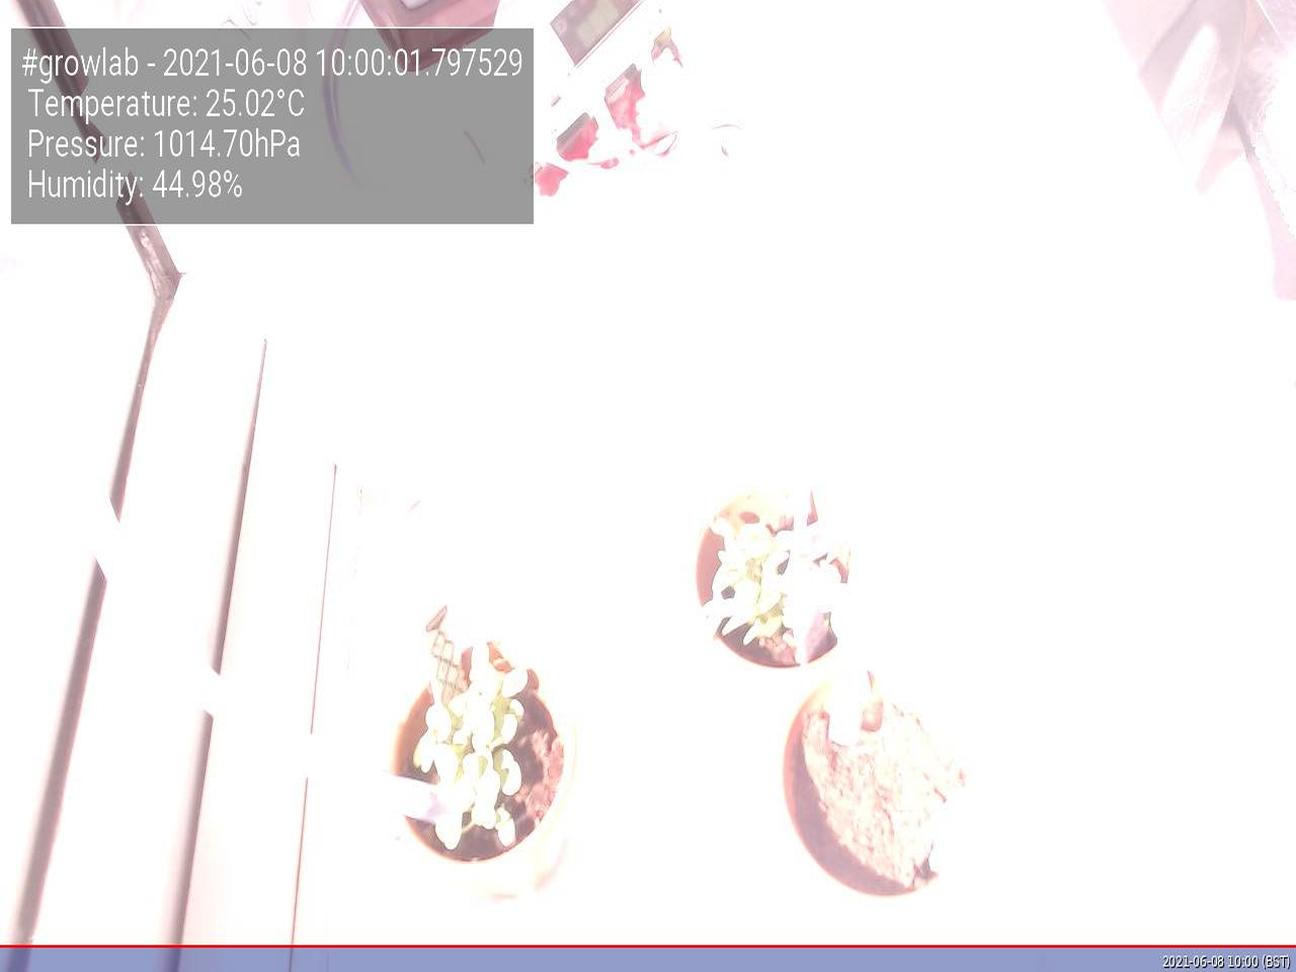 #growlab - 2021-06-08 10:00:01.797529
Temperature: 25.02°C
Pressure: 1014.70hPa
Humidity: 44.98%
2021-06-08 10:00 (BST)